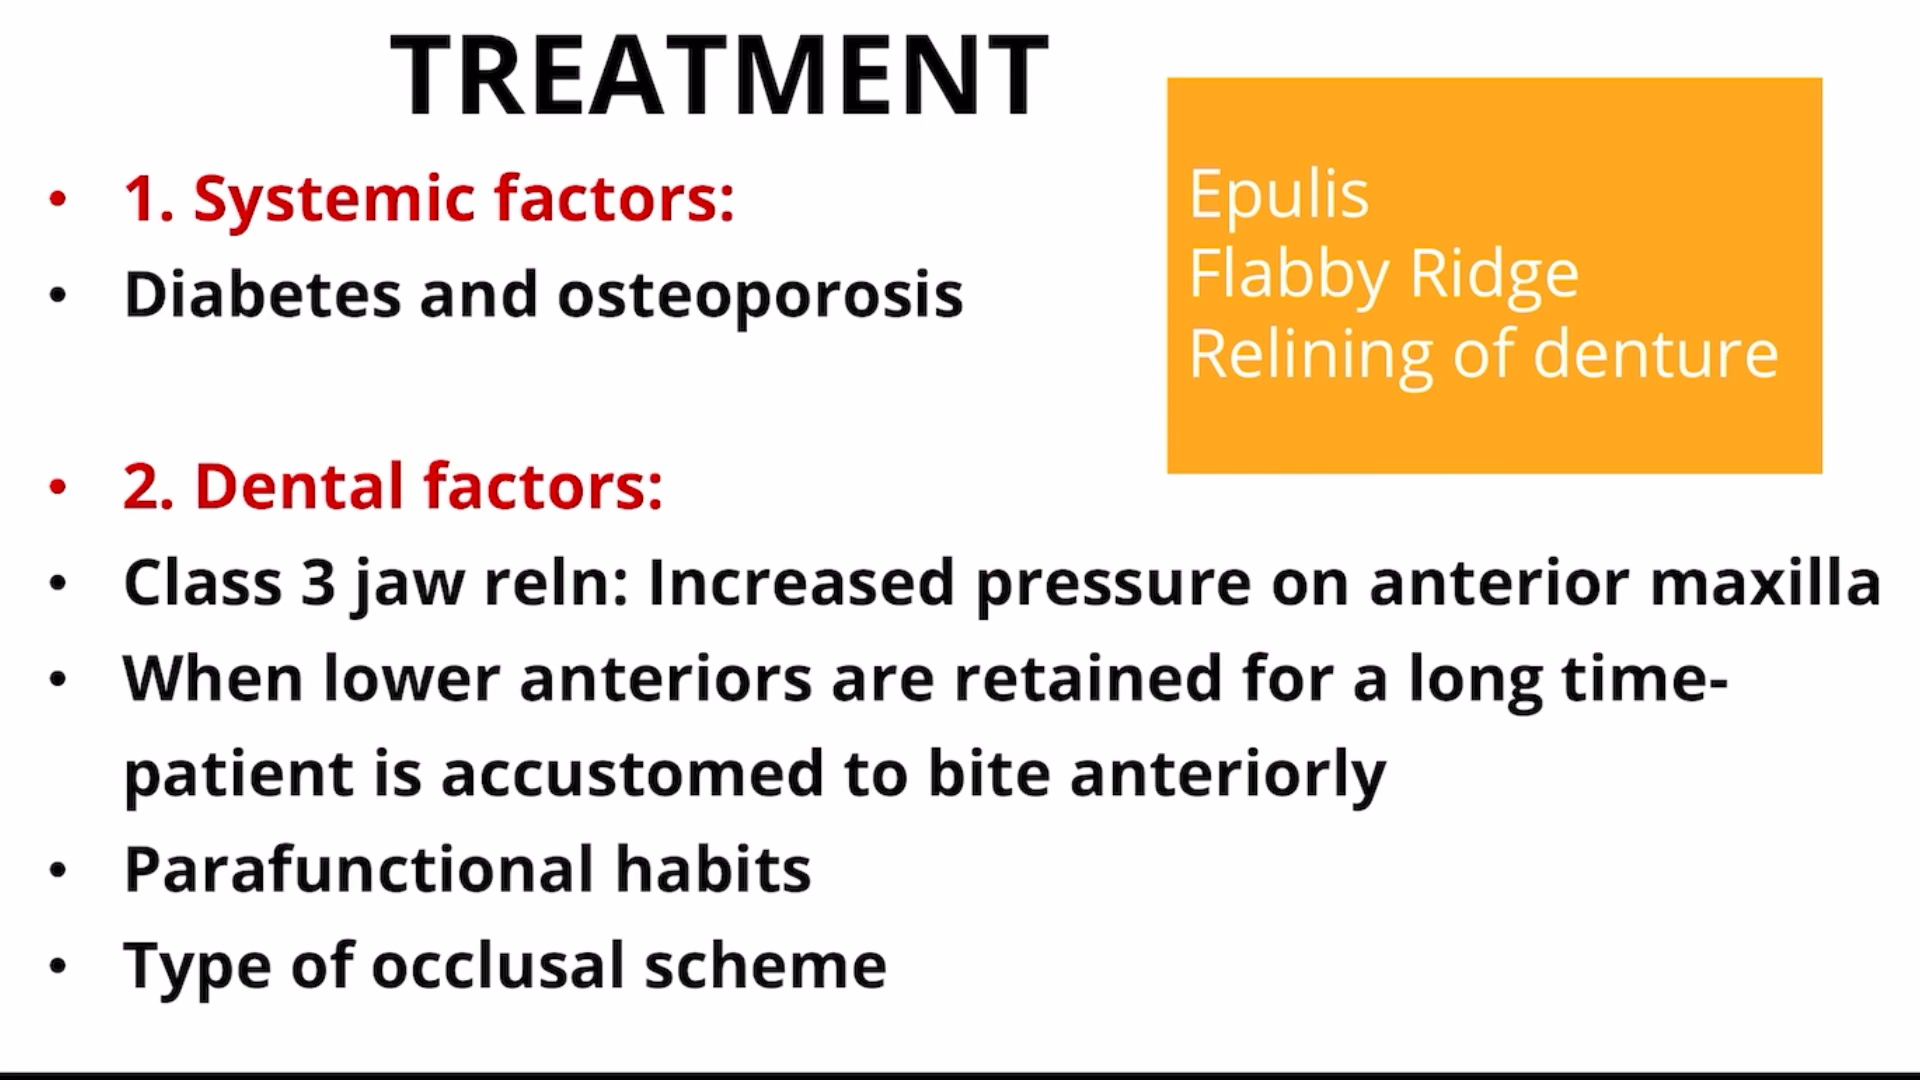 TREATMENT
• 1. Systemic factors:
• Diabetes and osteoporosis
Epulis
Flabby Ridge
Relining of denture
• 2. Dental factors:
• Class 3 jaw reln: Increased pressure on anterior maxilla
• When lower anteriors are retained for a long time-
patient is accustomed to bite anteriorly
• Parafunctional habits
• Type of occlusal scheme